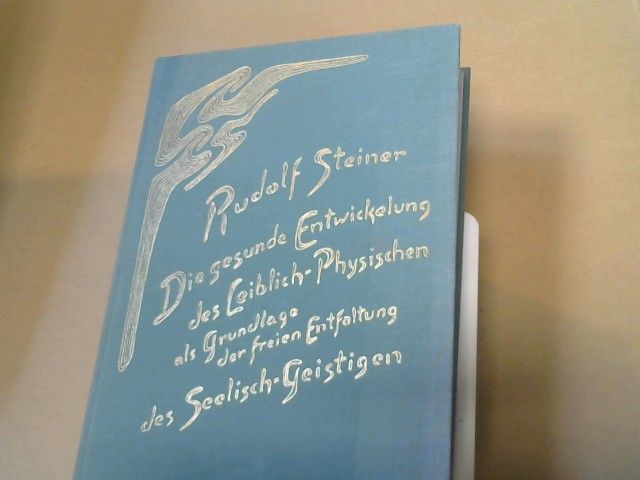 Rudolf Steiner
Die gesunde Entwickelung
des Leiblich-Physischen
als Grundlage
der freien Entfaltung
des Seelisch-Geistigen